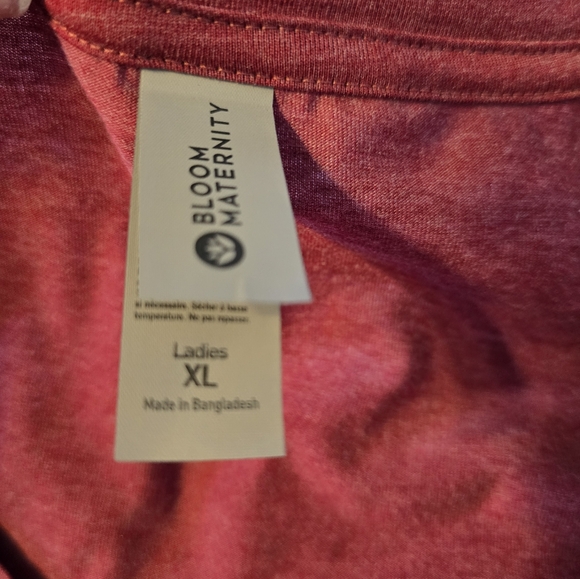 BLOOM
MATERNITY
si nécessaire. Sécher à basse
température. Ne pas repasser.
Ladies
XL
Made in Bangladesh